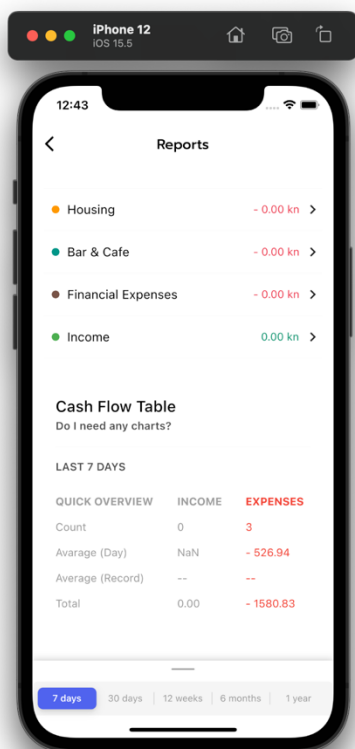 iPhone 12
iOS 15.5
12:43
Reports
Housing - 0.00 kn
Bar & Cafe - 0.00 kn
Financial Expenses - 0.00 kn
Income 0.00 kn
Cash Flow Table
Do I need any charts?
LAST 7 DAYS
QUICK OVERVIEW INCOME EXPENSES
Count 0 3
Avarage (Day) NaN - 526.94
Average (Record) -- --
Total 0.00 - 1580.83
7 days 30 days 12 weeks 6 months 1 year